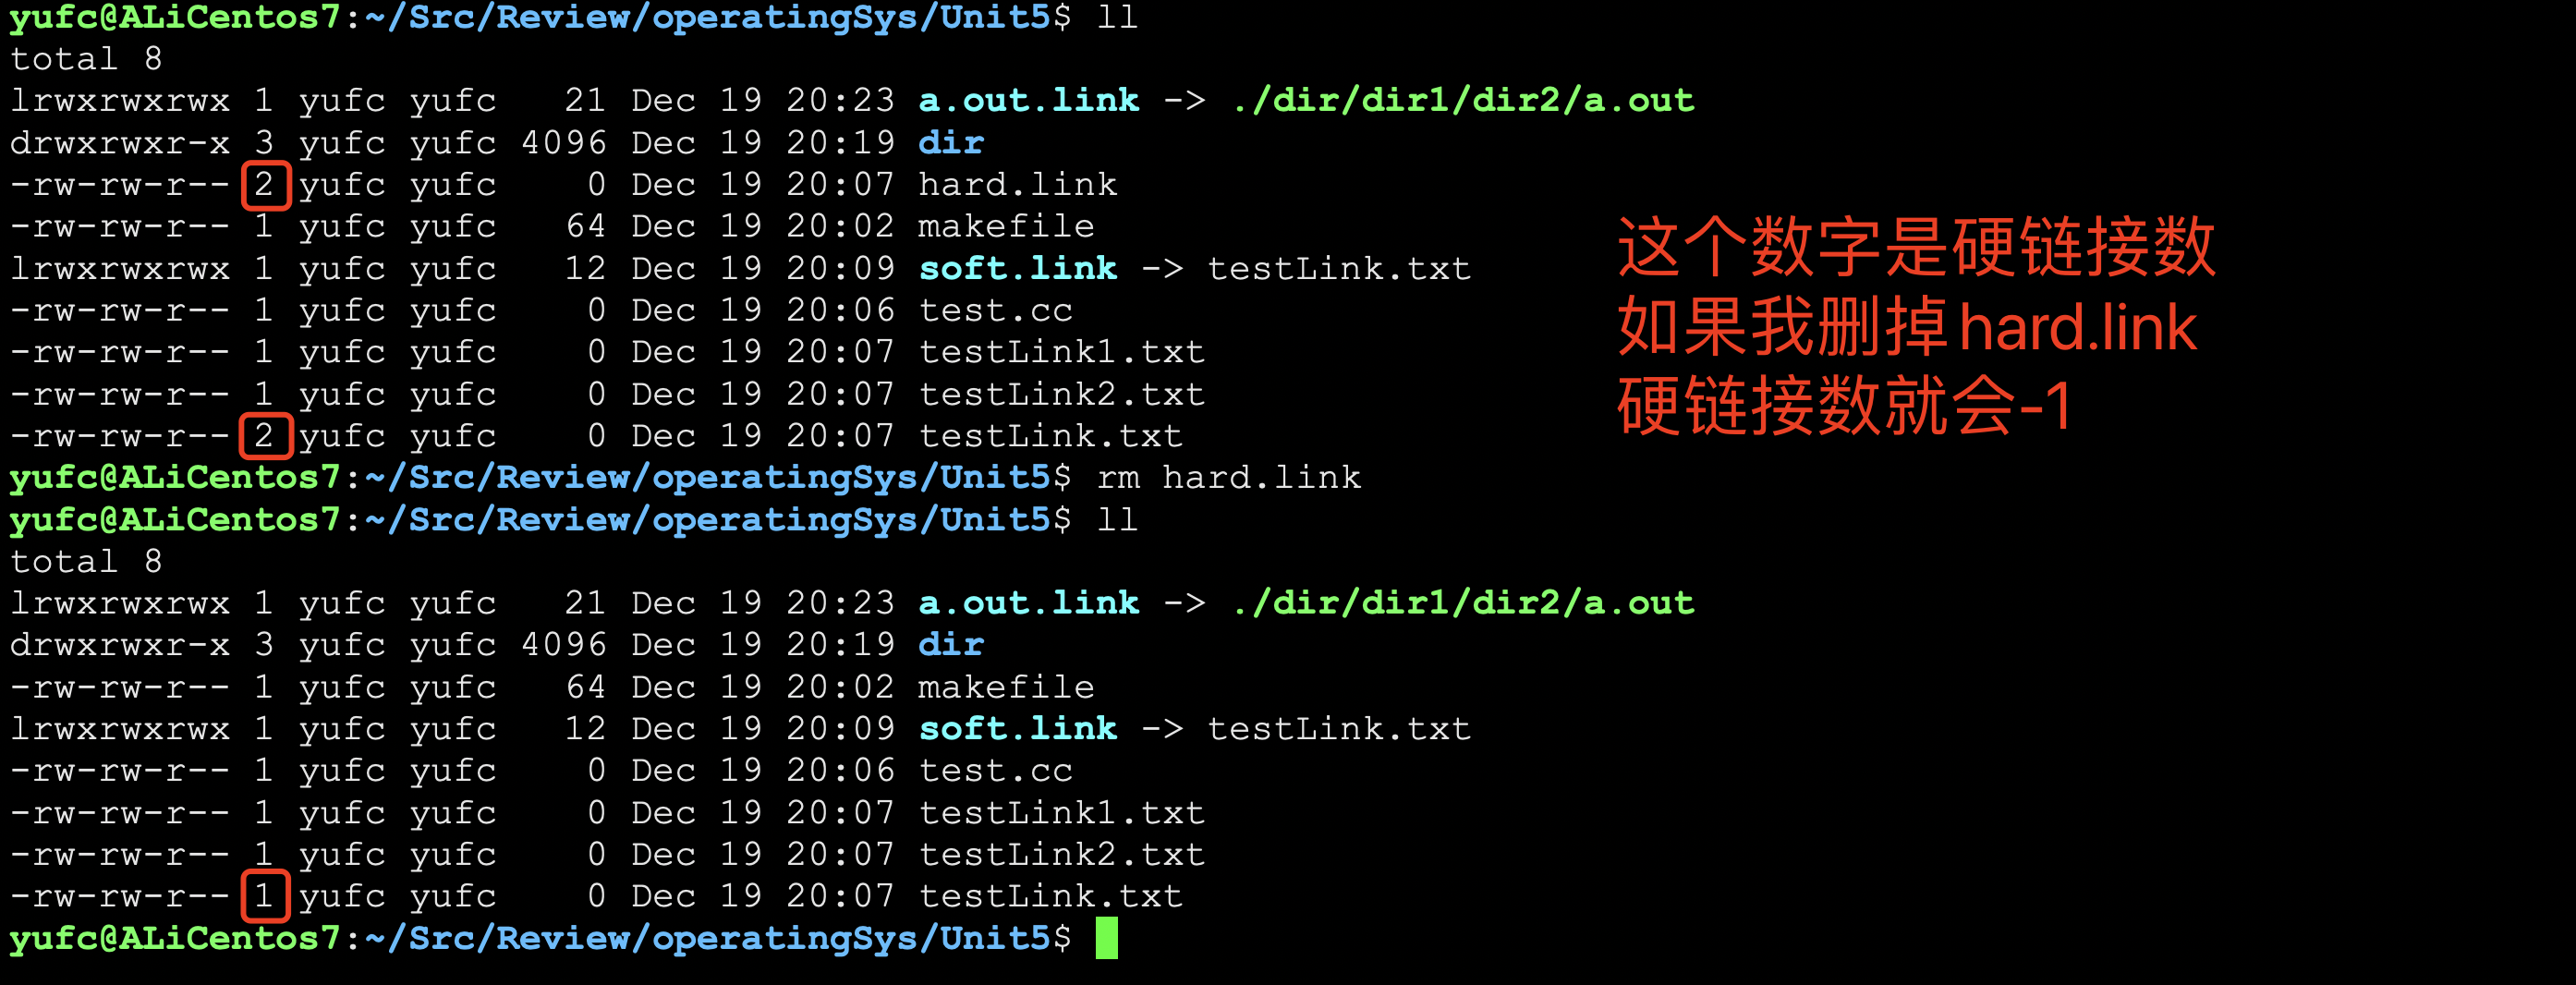 yufc@ALiCentos7:~/Src/Review/operatingSys/Unit5$ ll
total 8
lrwxrwxrwx 1 yufc yufc   21 Dec 19 20:23 a.out.link -> ./dir/dir1/dir2/a.out
drwxrwxr-x 3 yufc yufc 4096 Dec 19 20:19 dir
-rw-rw-r-- 2 yufc yufc    0 Dec 19 20:07 hard.link
-rw-rw-r-- 1 yufc yufc   64 Dec 19 20:02 makefile
lrwxrwxrwx 1 yufc yufc   12 Dec 19 20:09 soft.link -> testLink.txt
-rw-rw-r-- 1 yufc yufc    0 Dec 19 20:06 test.cc
-rw-rw-r-- 1 yufc yufc    0 Dec 19 20:07 testLink1.txt
-rw-rw-r-- 1 yufc yufc    0 Dec 19 20:07 testLink2.txt
-rw-rw-r-- 2 yufc yufc    0 Dec 19 20:07 testLink.txt
yufc@ALiCentos7:~/Src/Review/operatingSys/Unit5$ rm hard.link
yufc@ALiCentos7:~/Src/Review/operatingSys/Unit5$ ll
total 8
lrwxrwxrwx 1 yufc yufc   21 Dec 19 20:23 a.out.link -> ./dir/dir1/dir2/a.out
drwxrwxr-x 3 yufc yufc 4096 Dec 19 20:19 dir
-rw-rw-r-- 1 yufc yufc   64 Dec 19 20:02 makefile
lrwxrwxrwx 1 yufc yufc   12 Dec 19 20:09 soft.link -> testLink.txt
-rw-rw-r-- 1 yufc yufc    0 Dec 19 20:06 test.cc
-rw-rw-r-- 1 yufc yufc    0 Dec 19 20:07 testLink1.txt
-rw-rw-r-- 1 yufc yufc    0 Dec 19 20:07 testLink2.txt
-rw-rw-r-- 1 yufc yufc    0 Dec 19 20:07 testLink.txt
yufc@ALiCentos7:~/Src/Review/operatingSys/Unit5$
这个数字是硬链接数
如果我删掉hard.link
硬链接数就会-1